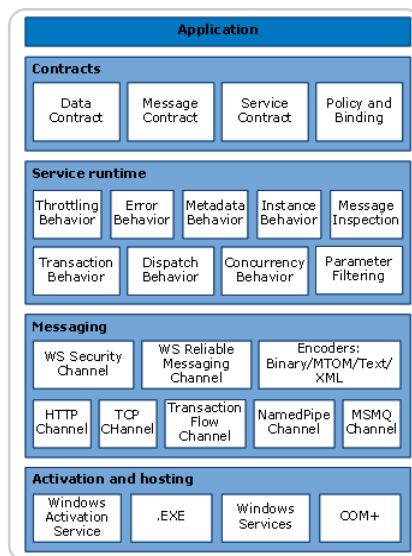 Application
Contracts
Data
Contract
Message
Contract
Service
Contract
Policy and
Binding
Service runtime
Throttling
Behavior
Error
Behavior
Metadata
Behavior
Instance
Behavior
Message
Inspection
Transaction
Behavior
Dispatch
Behavior
Concurrency
Behavior
Parameter
Filtering
Messaging
WS Security
Channel
WS Reliable
Messaging
Channel
Encoders:
Binary/MTOM/Text/
XML
HTTP
Channel
TCP
CHannel
Transaction
Flow
Channel
NamedPipe
Channel
MSMQ
Channel
Activation and hosting
Windows
Activation
Service
.EXE
Windows
Services
COM+